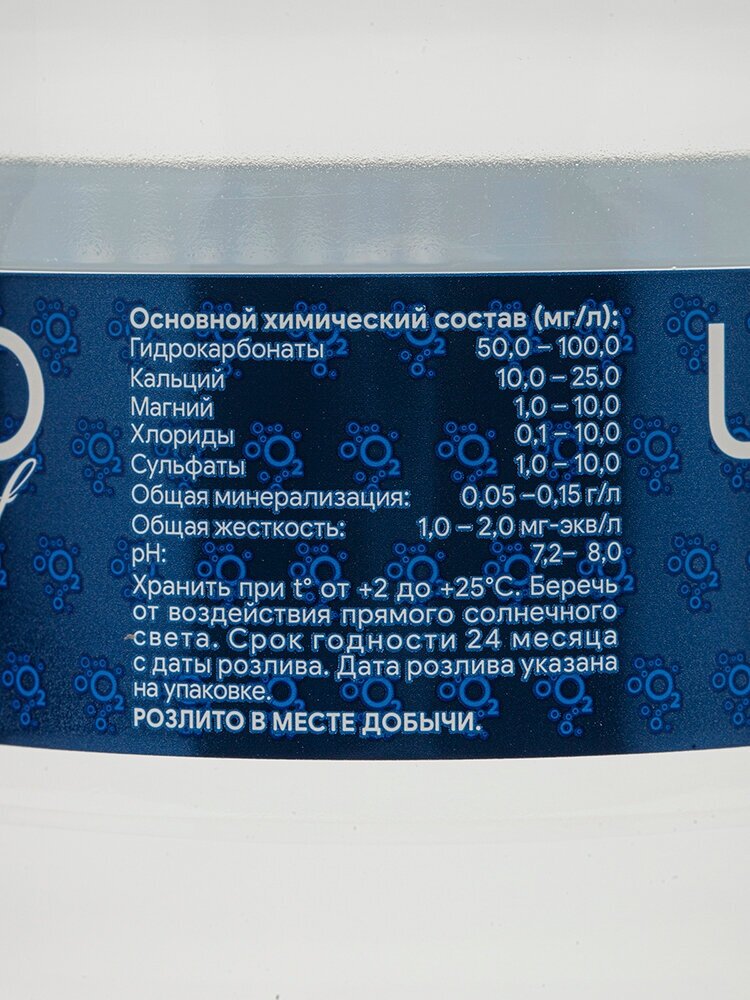 Основной химический состав (мг/л):
Гидрокарбонаты 50,0 – 100,0
Кальций 10,0 – 25,0
Магний 1,0 – 10,0
Хлориды 0,1 – 10,0
Сульфаты 1,0 – 10,0
Общая минерализация: 0,05 –0,15 г/л
Общая жесткость: 1,0 – 2,0 мг-экв/л
pH: 7,2– 8,0
Хранить при t° от +2 до +25°C. Беречь
от воздействия прямого солнечного
света. Срок годности 24 месяца
с даты розлива. Дата розлива указана
на упаковке.
РОЗЛИТО В МЕСТЕ ДОБЫЧИ.